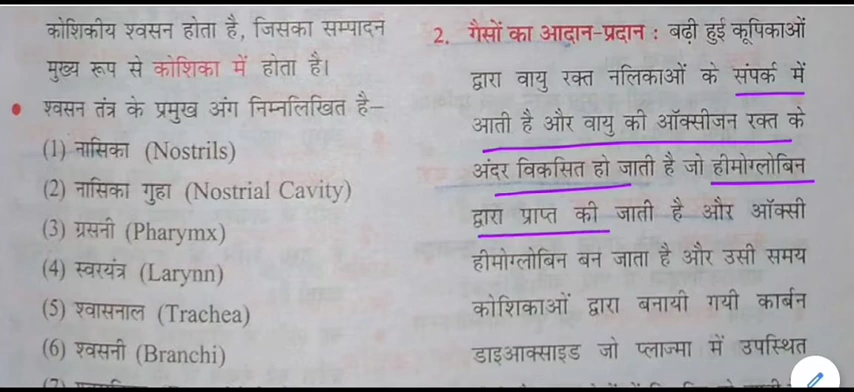 कोशिकीय श्वसन होता है, जिसका सम्पादन
मुख्य रूप से कोशिका में होता है।
• श्वसन तंत्र के प्रमुख अंग निम्नलिखित है–
(1) नासिका (Nostrils)
(2) नासिका गुहा (Nostrial Cavity)
(3) ग्रसनी (Pharymx)
(4) स्वरयंत्र (Larynn)
(5) श्वासनाल (Trachea)
(6) श्वसनी (Branchi)
2. गैसों का आदान-प्रदान : बढ़ी हुई कूपिकाओं
द्वारा वायु रक्त नलिकाओं के संपर्क में
आती है और वायु की ऑक्सीजन रक्त के
अंदर विकसित हो जाती है जो हीमोग्लोबिन
द्वारा प्राप्त की जाती है और ऑक्सी
हीमोग्लोबिन बन जाता है और उसी समय
कोशिकाओं द्वारा बनायी गयी कार्बन
डाइआक्साइड जो प्लाज्मा में उपस्थित